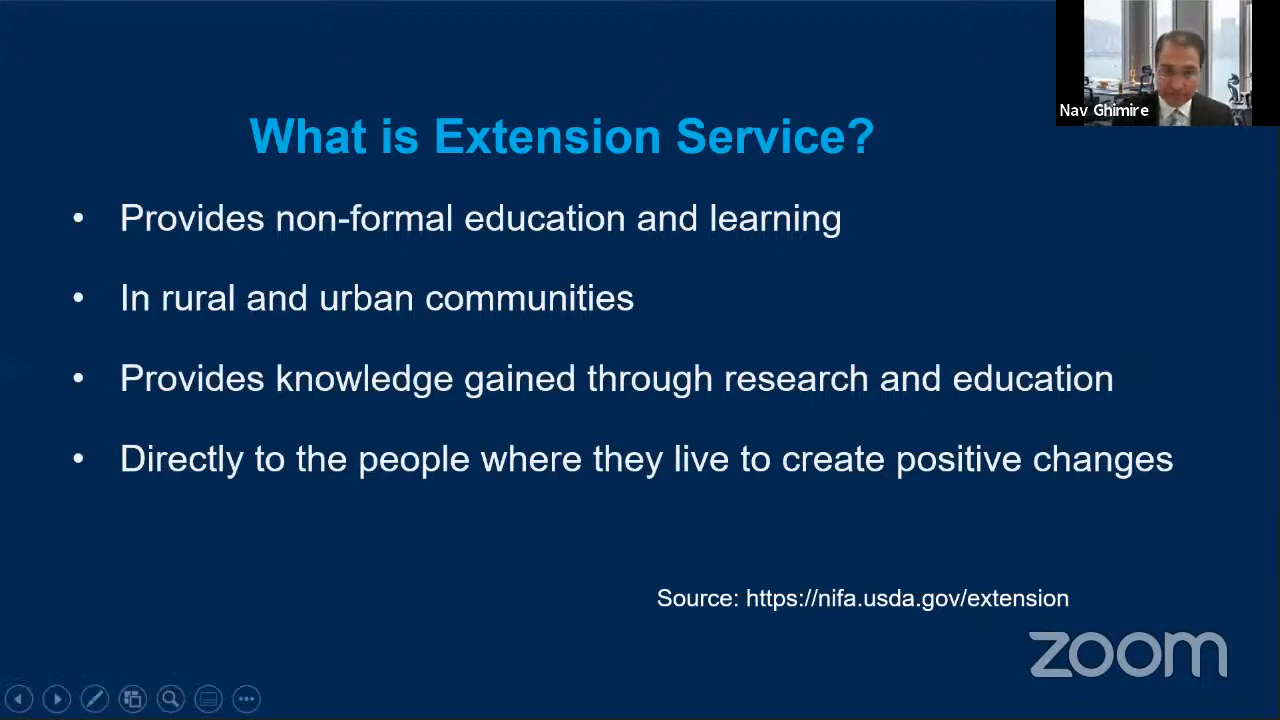 Nav Ghimire
What is Extension Service?
• Provides non-formal education and learning
• In rural and urban communities
• Provides knowledge gained through research and education
• Directly to the people where they live to create positive changes
Source: https://nifa.usda.gov/extension
zoom